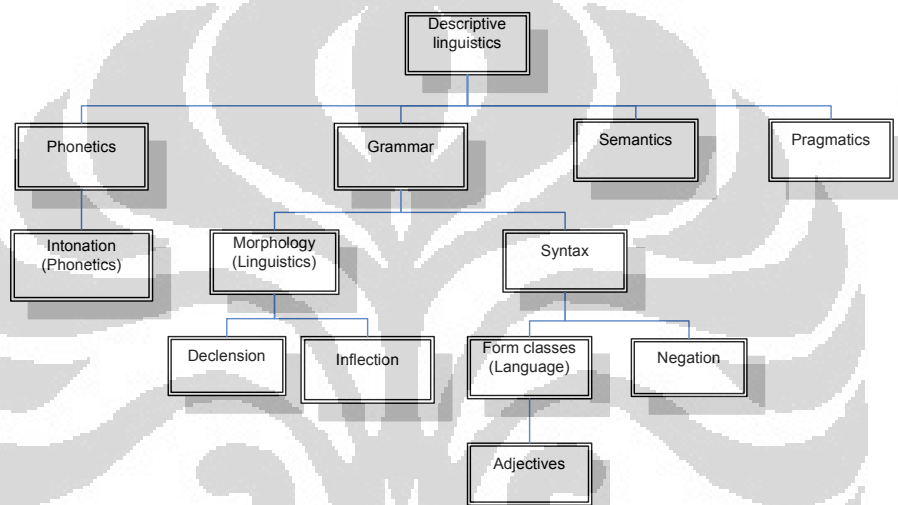 Descriptive
linguistics
Phonetics
Grammar
Semantics
Pragmatics
Intonation
(Phonetics)
Morphology
(Linguistics)
Syntax
Declension
Inflection
Form classes
(Language)
Negation
Adjectives